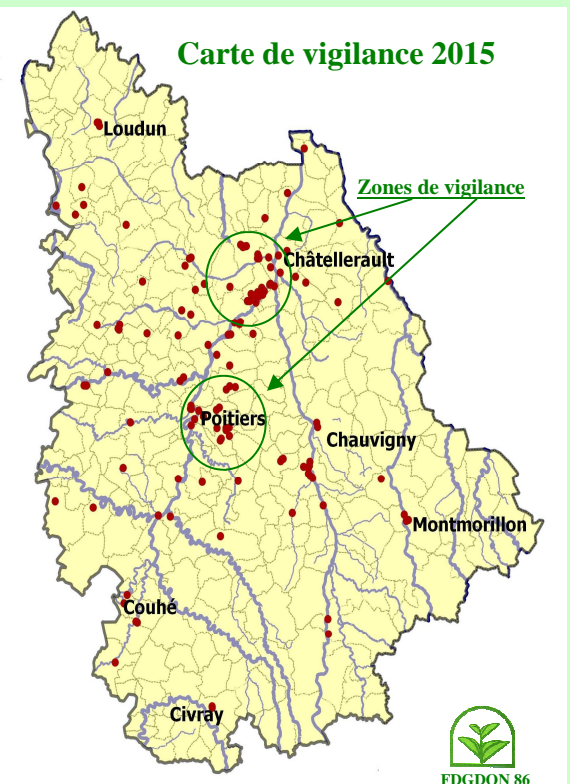 Carte de vigilance 2015
Loudun
Zones de vigilance
Châtellerault
Poitiers
Chauvigny
Montmorillon
Couhé
Civray
FDGDON 86